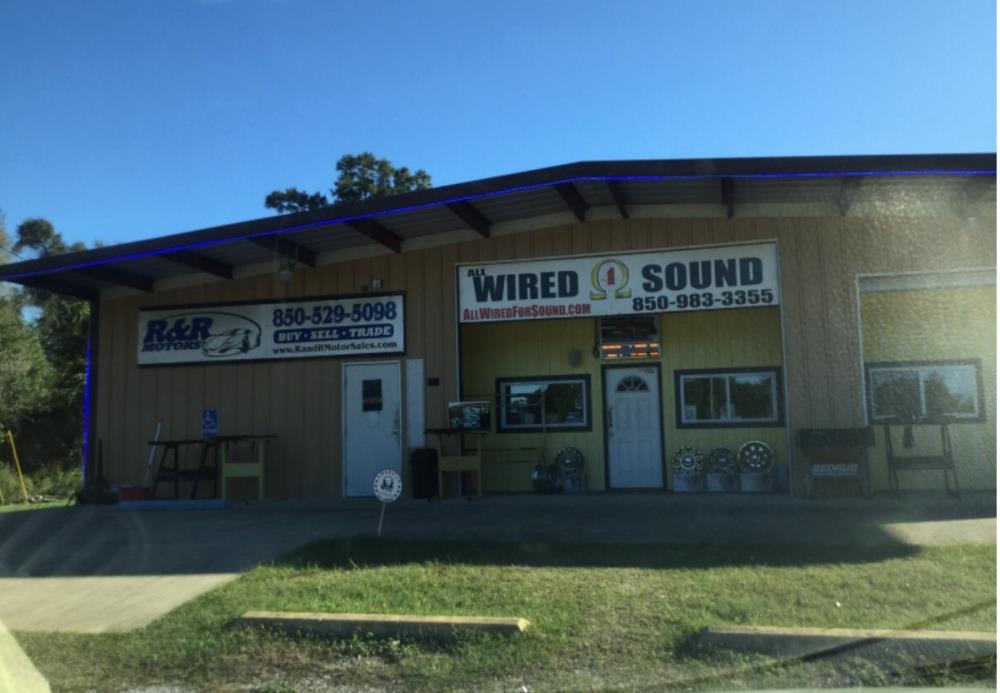 R&R
MOTORS
850-529-5098
BUY · SELL · TRADE
www.RandRMotorSales.com
ALL
WIRED 4 SOUND
ALLWIREDFORSOUND.COM
850-983-3355
BEDRUG